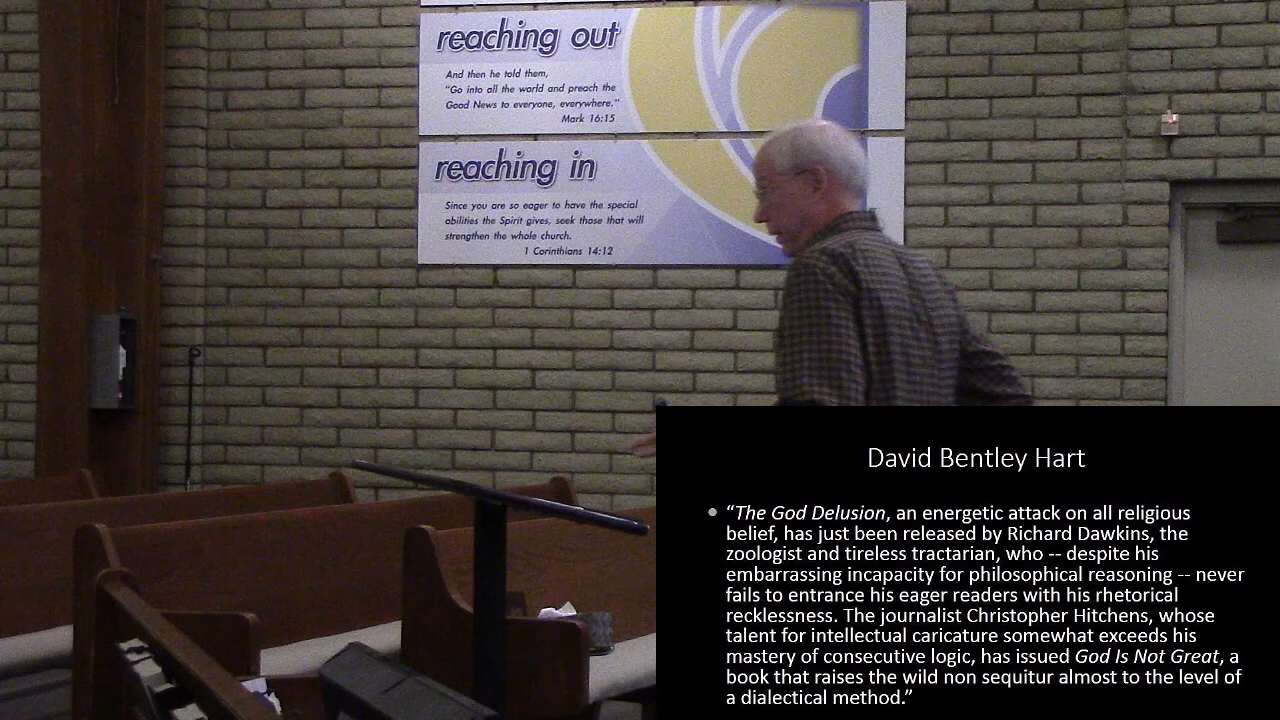 reaching out
And then he told them,
"Go into all the world and preach the
Good News to everyone, everywhere."
Mark 16:15
reaching in
Since you are so eager to have the special
abilities the Spirit gives, seek those that will
strengthen the whole church.
1 Corinthians 14:12
David Bentley Hart
• “The God Delusion, an energetic attack on all religious
belief, has just been released by Richard Dawkins, the
zoologist and tireless tractarian, who -- despite his
embarrassing incapacity for philosophical reasoning -- never
fails to entrance his eager readers with his rhetorical
recklessness. The journalist Christopher Hitchens, whose
talent for intellectual caricature somewhat exceeds his
mastery of consecutive logic, has issued God Is Not Great, a
book that raises the wild non sequitur almost to the level of
a dialectical method.”